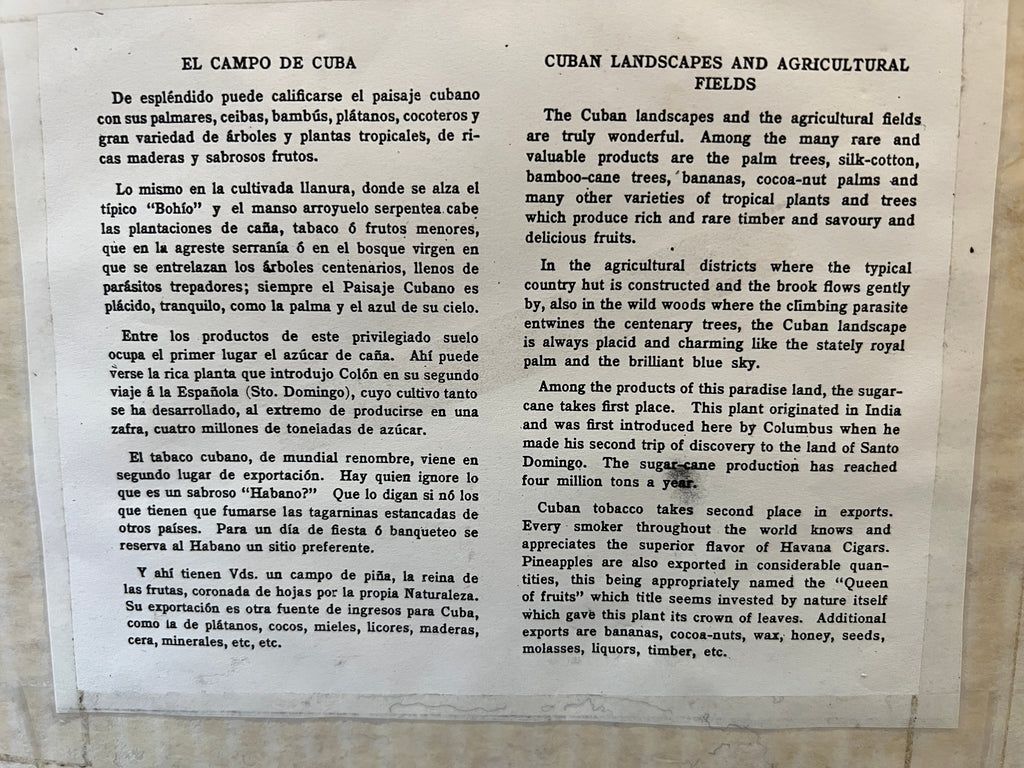 EL CAMPO DE CUBA
De espléndido puede calificarse el paisaje cubano
con sus palmares, ceibas, bambús, plátanos, cocoteros y
gran variedad de árboles y plantas tropicales, de ri-
cas maderas y sabrosos frutos.
Lo mismo en la cultivada llanura, donde se alza el
típico "Bohío" y el manso arroyuelo serpentea cabe
las plantaciones de caña, tabaco ó frutos menores,
que en la agreste serranía ó en el bosque virgen en
que se entrelazan los árboles centenarios, llenos de
parásitos trepadores; siempre el Paisaje Cubano es
plácido, tranquilo, como la palma y el azul de su cielo.
Entre los productos de este privilegiado suelo
ocupa el primer lugar el azúcar de caña. Ahí puede
verse la rica planta que introdujo Colón en su segundo
viaje á la Española (Sto. Domingo), cuyo cultivo tanto
se ha desarrollado, al extremo de producirse en una
zafra, cuatro millones de toneladas de azúcar.
El tabaco cubano, de mundial renombre, viene en
segundo lugar de exportación. Hay quien ignore lo
que es un sabroso "Habano?" Que lo digan si nó los
que tienen que fumarse las tagarninas estancadas de
otros países. Para un día de fiesta ó banqueteo se
reserva al Habano un sitio preferente.
Y ahí tienen Vds. un campo de piña, la reina de
las frutas, coronada de hojas por la propia Naturaleza.
Su exportación es otra fuente de ingresos para Cuba,
como la de plátanos, cocos, mieles, licores, maderas,
cera, minerales, etc, etc.
CUBAN LANDSCAPES AND AGRICULTURAL
FIELDS
The Cuban landscapes and the agricultural fields
are truly wonderful. Among the many rare and
valuable products are the palm trees, silk-cotton,
bamboo-cane trees, bananas, cocoa-nut palms and
many other varieties of tropical plants and trees
which produce rich and rare timber and savoury and
delicious fruits.
In the agricultural districts where the typical
country hut is constructed and the brook flows gently
by, also in the wild woods where the climbing parasite
entwines the centenary trees, the Cuban landscape
is always placid and charming like the stately royal
palm and the brilliant blue sky.
Among the products of this paradise land, the sugar-
cane takes first place. This plant originated in India
and was first introduced here by Columbus when he
made his second trip of discovery to the land of Santo
Domingo. The sugar-cane production has reached
four million tons a year.
Cuban tobacco takes second place in exports.
Every smoker throughout the world knows and
appreciates the superior flavor of Havana Cigars.
Pineapples are also exported in considerable quan-
tities, this being appropriately named the "Queen
of fruits" which title seems invested by nature itself
which gave this plant its crown of leaves. Additional
exports are bananas, cocoa-nuts, wax, honey, seeds,
molasses, liquors, timber, etc.